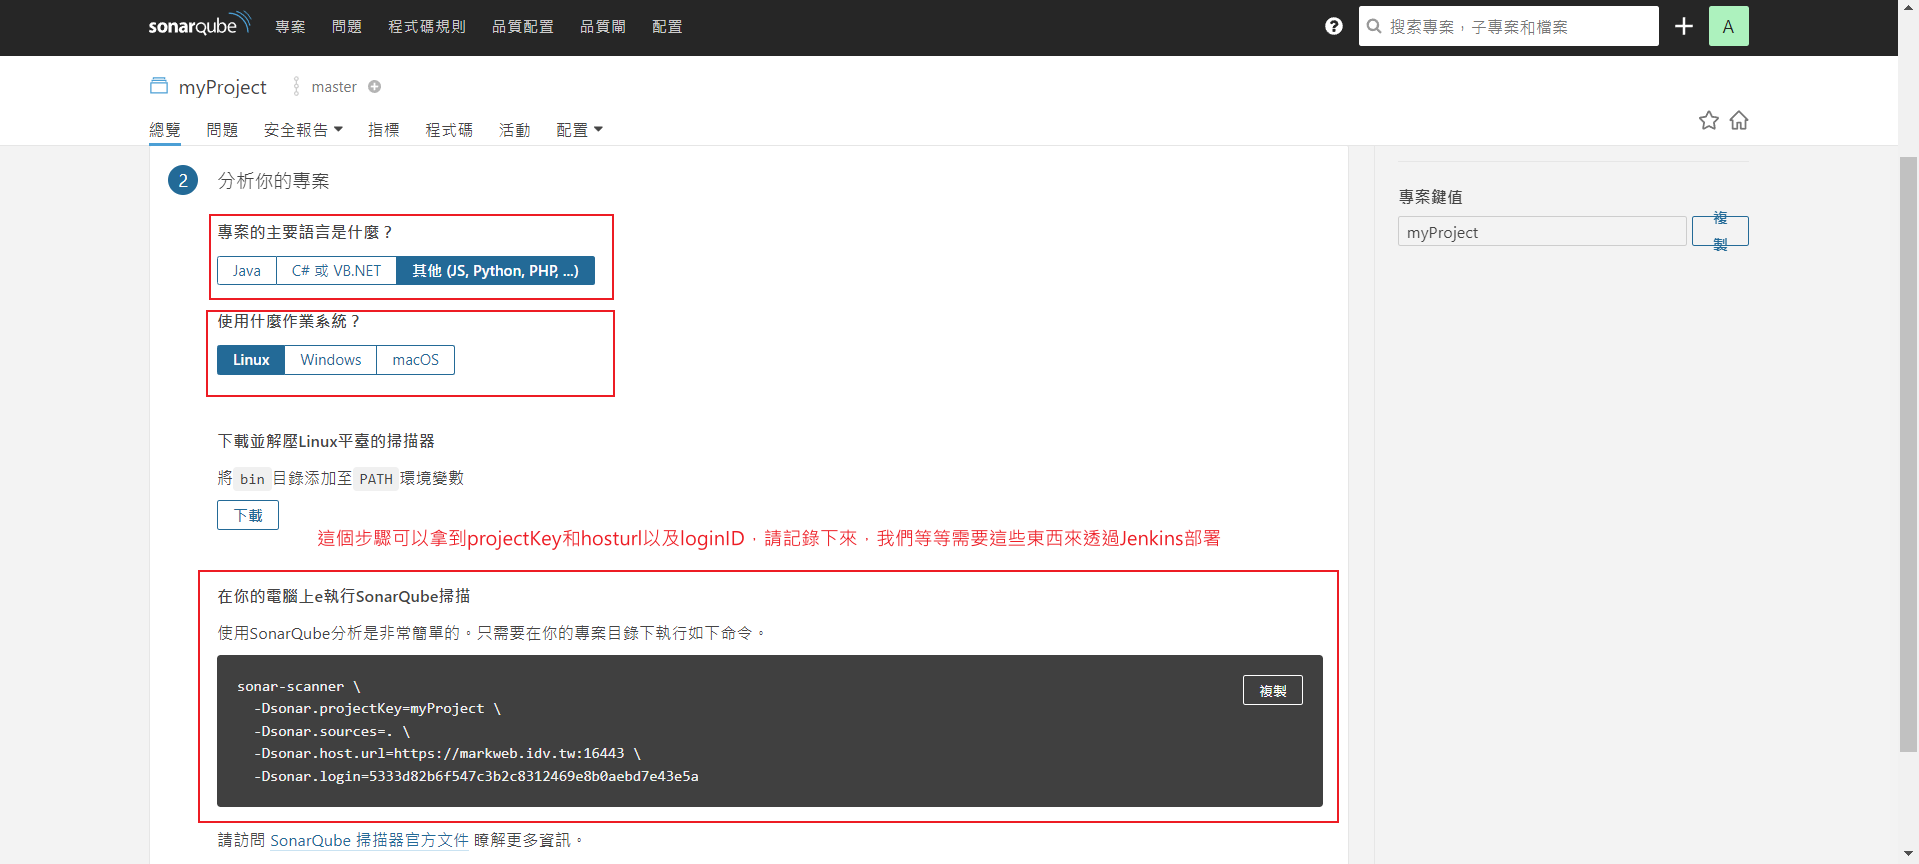 sonarqube 專案 問題 程式碼規則 品質配置 品質閘 配置 ? 搜索專案，子專案和檔案 + A
myProject master
總覽 問題 安全報告 指標 程式碼 活動 配置
2 分析你的專案
專案鍵值
myProject 複製
專案的主要語言是什麼？
Java C# 或 VB.NET 其他 (JS, Python, PHP, ...)
使用什麼作業系統？
Linux Windows macOS
下載並解壓Linux平臺的掃描器
將 bin 目錄添加至 PATH 環境變數
下載
這個步驟可以拿到projectKey和hosturl以及loginID，請記錄下來，我們等等需要這些東西來透過Jenkins部署
在你的電腦上e執行SonarQube掃描
使用SonarQube分析是非常簡單的。只需要在你的專案目錄下執行如下命令。
複製
sonar-scanner \
-Dsonar.projectKey=myProject \
-Dsonar.sources=. \
-Dsonar.host.url=https://markweb.idv.tw:16443 \
-Dsonar.login=5333d82b6f547c3b2c8312469e8b0aebd7e43e5a
請訪問 SonarQube 掃描器官方文件 瞭解更多資訊。